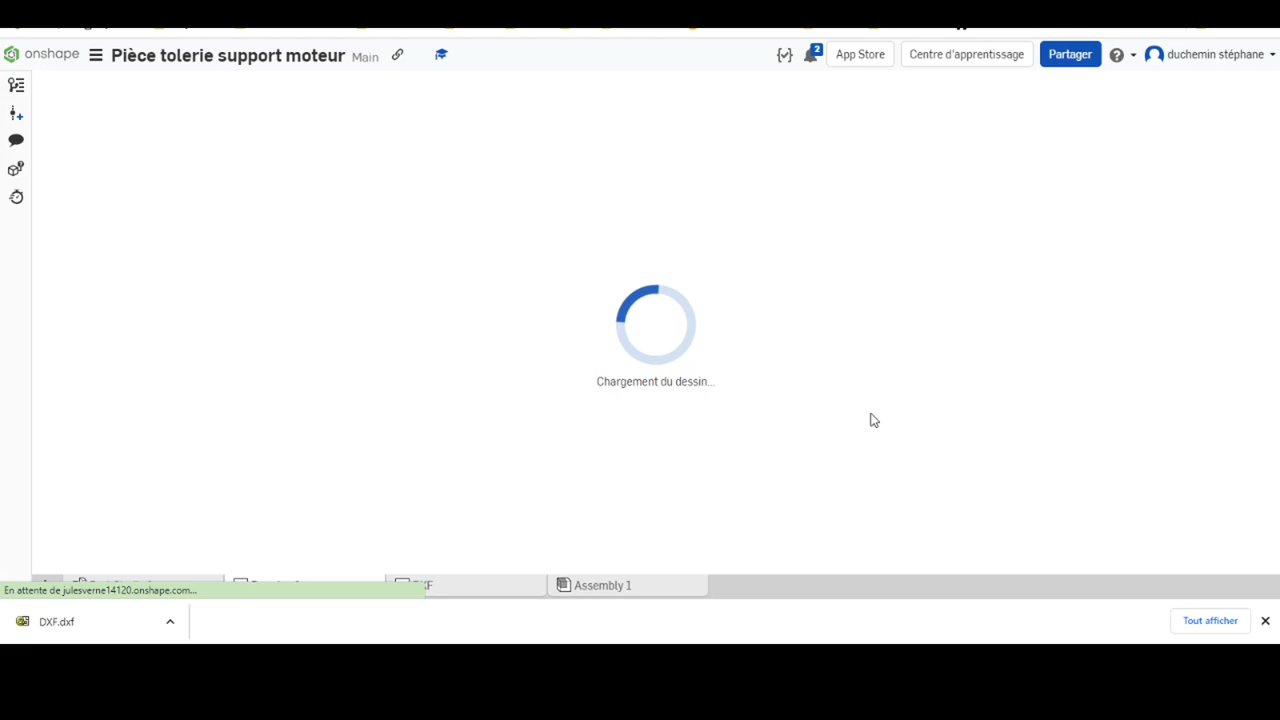 onshape Pièce tolerie support moteur Main 2 App Store Centre d'apprentissage Partager duchemin stéphane
Chargement du dessin...
Assembly 1
En attente de julesverne14120.onshape.com...
DXF.dxf Tout afficher